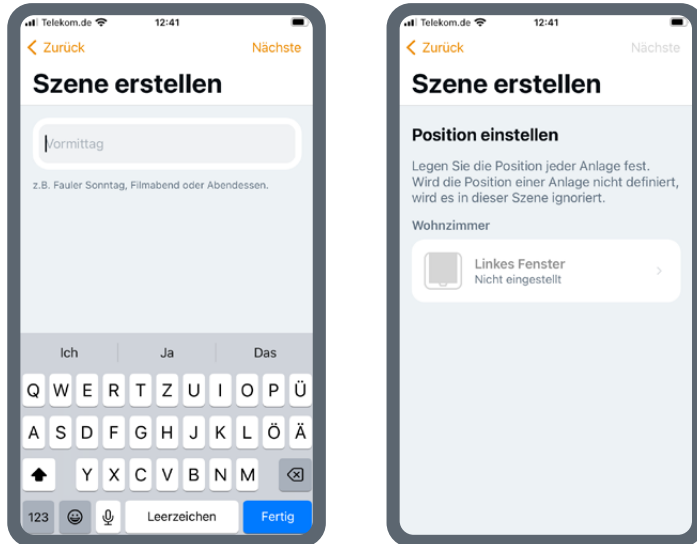 Telekom.de 12:41
Zurück Nächste
Szene erstellen
Vormittag
z.B. Fauler Sonntag, Filmabend oder Abendessen.
Ich Ja Das
Q W E R T Z U I O P Ü
A S D F G H J K L Ö Ä
Y X C V B N M
123 Leerzeichen Fertig
Telekom.de 12:41
Zurück Nächste
Szene erstellen
Position einstellen
Legen Sie die Position jeder Anlage fest.
Wird die Position einer Anlage nicht definiert,
wird es in dieser Szene ignoriert.
Wohnzimmer
Linkes Fenster
Nicht eingestellt